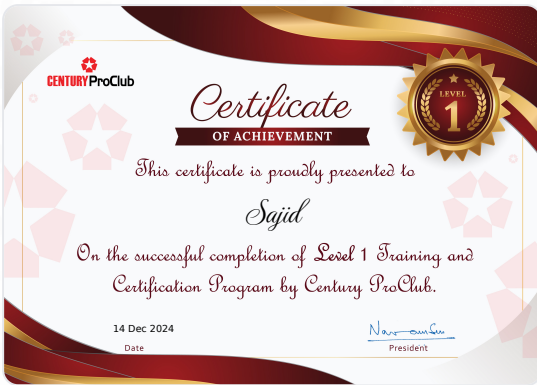 CENTURY ProClub
Certificate
OF ACHIEVEMENT
LEVEL
1
This certificate is proudly presented to
Sajid
On the successful completion of Level 1 Training and
Certification Program by Century ProClub.
14 Dec 2024
Date
President